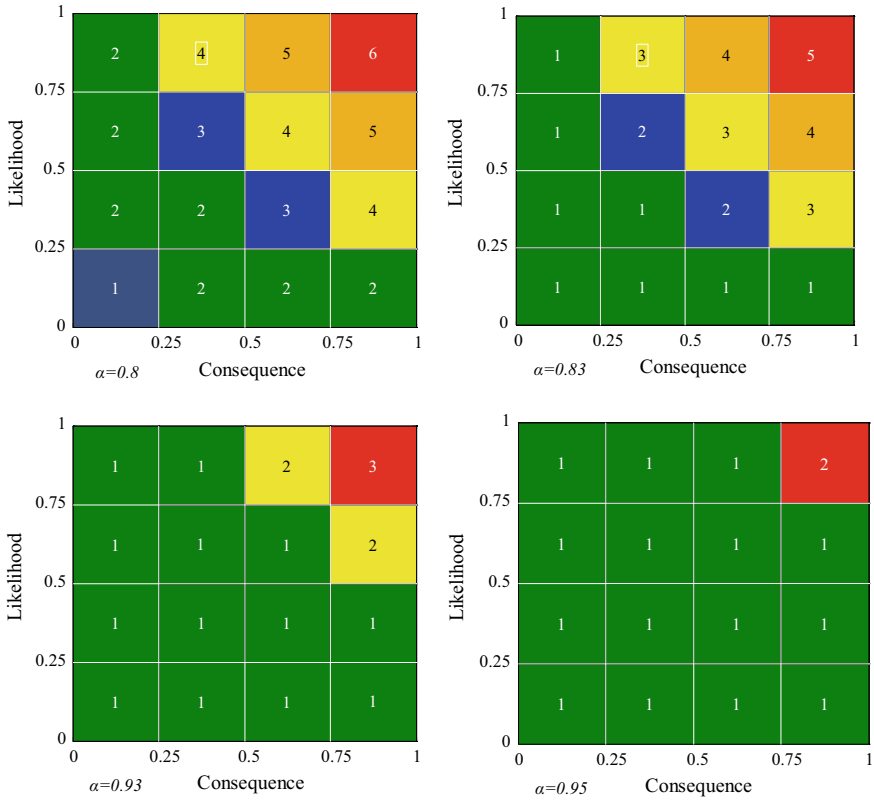 1
2 4 5 6
0.75
2 3 4 5
0.5
2 2 3 4
0.25
1 2 2 2
0
0 0.25 0.5 0.75 1
Likelihood
α=0.8 Consequence
1
1 3 4 5
0.75
1 2 3 4
0.5
1 1 2 3
0.25
1 1 1 1
0
0 0.25 0.5 0.75 1
Likelihood
α=0.83 Consequence
1
1 1 2 3
0.75
1 1 1 2
0.5
1 1 1 1
0.25
1 1 1 1
0
0 0.25 0.5 0.75 1
Likelihood
α=0.93 Consequence
1
1 1 1 2
0.75
1 1 1 1
0.5
1 1 1 1
0.25
1 1 1 1
0
0 0.25 0.5 0.75 1
Likelihood
α=0.95 Consequence